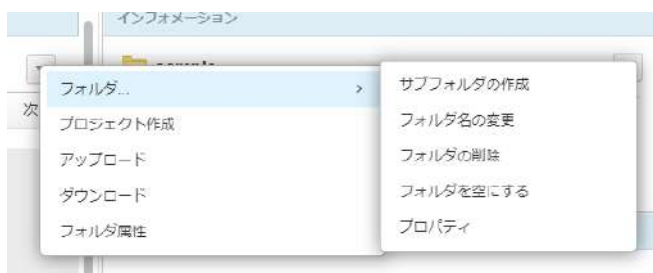 インフォメーション
フォルダ...
プロジェクト作成
アップロード
ダウンロード
フォルダ属性
サブフォルダの作成
フォルダ名の変更
フォルダの削除
フォルダを空にする
プロパティ
次